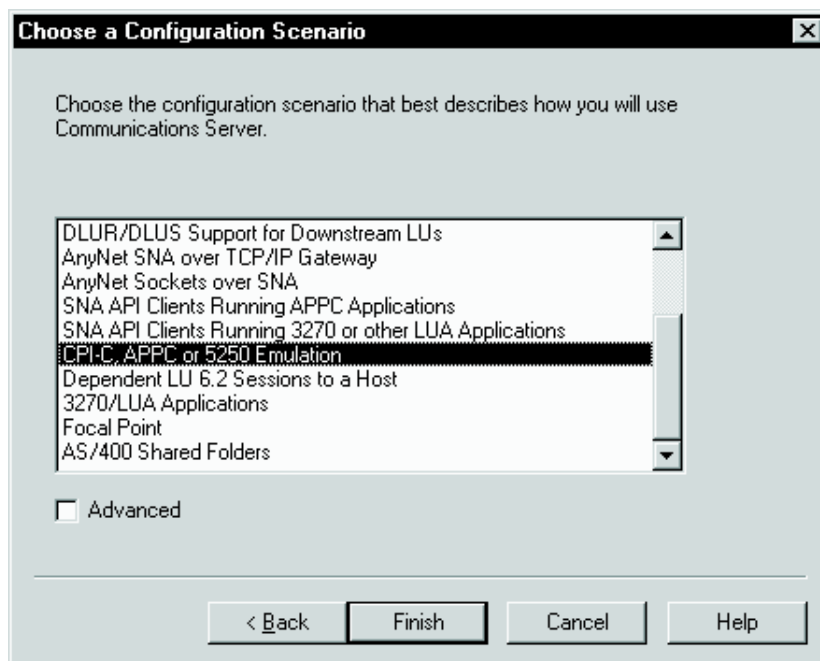 Choose a Configuration Scenario
Choose the configuration scenario that best describes how you will use
Communications Server.
DLUR/DLUS Support for Downstream LUs
AnyNet SNA over TCP/IP Gateway
AnyNet Sockets over SNA
SNA API Clients Running APPC Applications
SNA API Clients Running 3270 or other LUA Applications
CPI-C, APPC or 5250 Emulation
Dependent LU 6.2 Sessions to a Host
3270/LUA Applications
Focal Point
AS/400 Shared Folders
Advanced
< Back
Finish
Cancel
Help